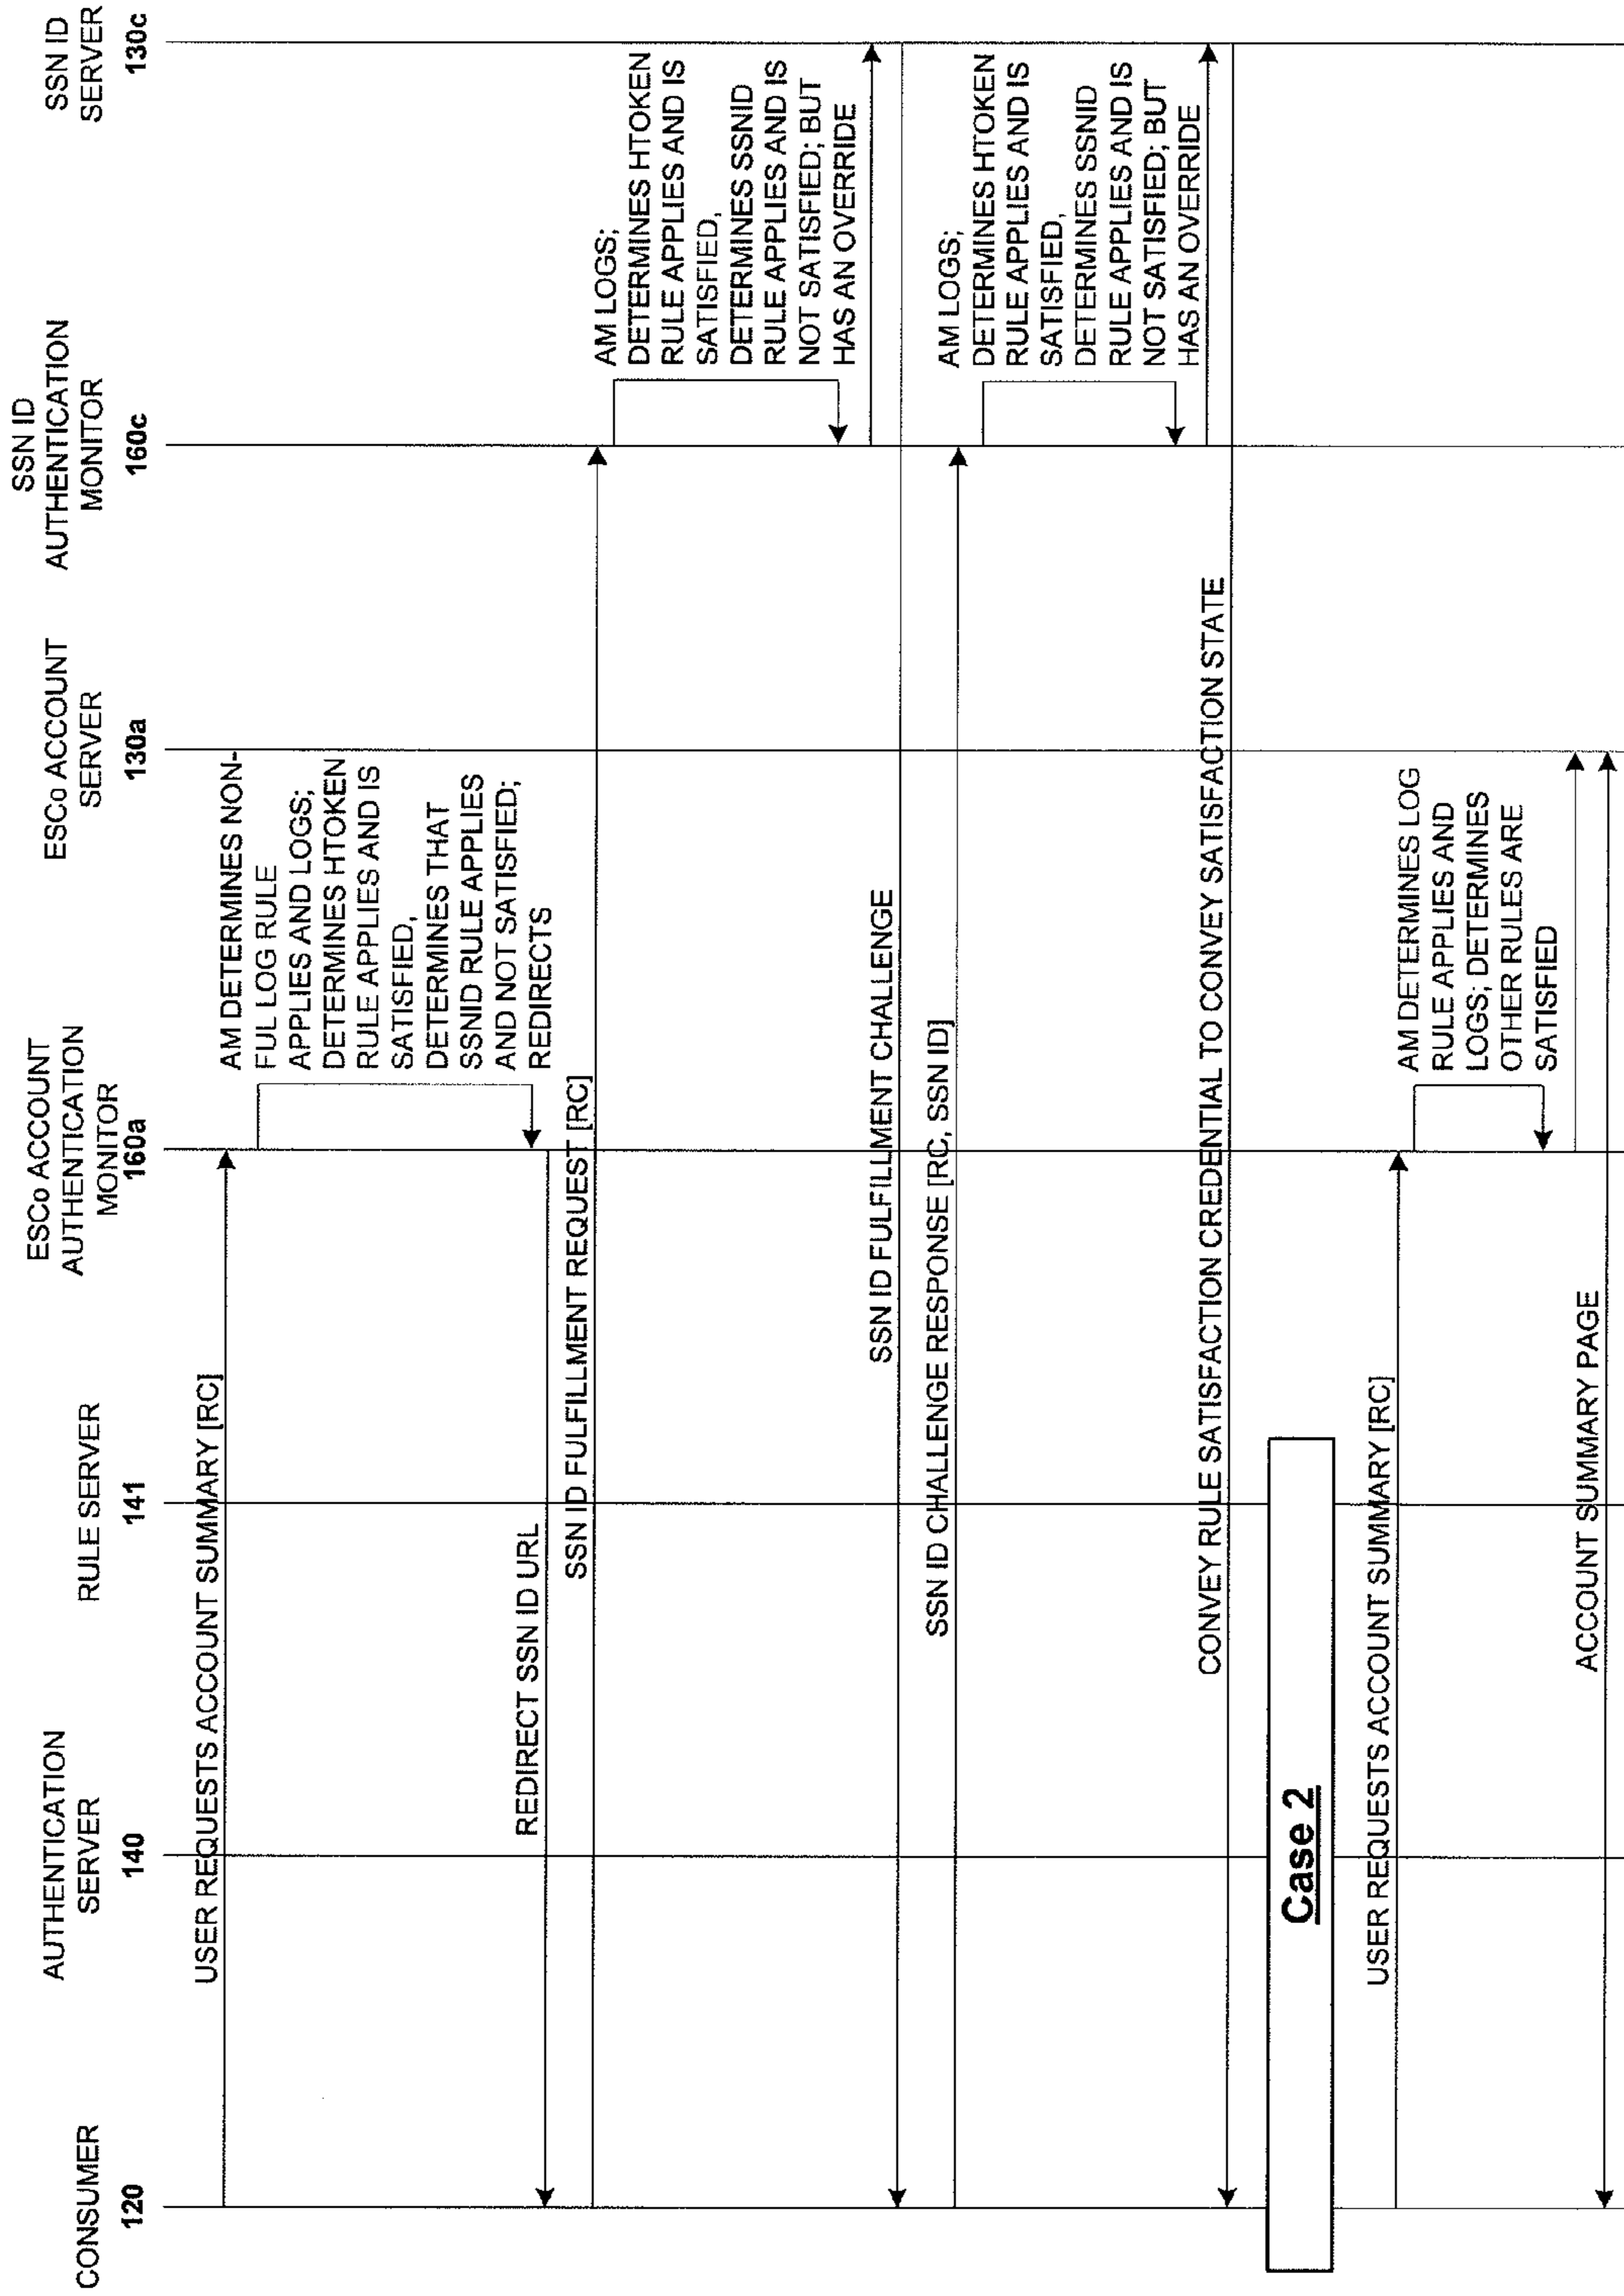 CONSUMER
120
AUTHENTICATION
SERVER
140
RULE SERVER
141
ESCo ACCOUNT
AUTHENTICATION
MONITOR
160a
ESCo ACCOUNT
SERVER
130a
SSN ID
AUTHENTICATION
MONITOR
160c
SSN ID
SERVER
130c
USER REQUESTS ACCOUNT SUMMARY [RC]
AM DETERMINES NON-
FUL LOG RULE
APPLIES AND LOGS;
DETERMINES HTOKEN
RULE APPLIES AND IS
SATISFIED,
DETERMINES THAT
SSNID RULE APPLIES
AND NOT SATISFIED;
REDIRECTS
REDIRECT SSN ID URL
SSN ID FULFILLMENT REQUEST [RC]
AM LOGS;
DETERMINES HTOKEN
RULE APPLIES AND IS
SATISFIED,
DETERMINES SSNID
RULE APPLIES AND IS
NOT SATISFIED; BUT
HAS AN OVERRIDE
SSN ID FULFILLMENT CHALLENGE
SSN ID CHALLENGE RESPONSE [RC, SSN ID]
AM LOGS;
DETERMINES HTOKEN
RULE APPLIES AND IS
SATISFIED,
DETERMINES SSNID
RULE APPLIES AND IS
NOT SATISFIED; BUT
HAS AN OVERRIDE
CONVEY RULE SATISFACTION CREDENTIAL TO CONVEY SATISFACTION STATE
Case 2
USER REQUESTS ACCOUNT SUMMARY [RC]
AM DETERMINES LOG
RULE APPLIES AND
LOGS; DETERMINES
OTHER RULES ARE
SATISFIED
ACCOUNT SUMMARY PAGE